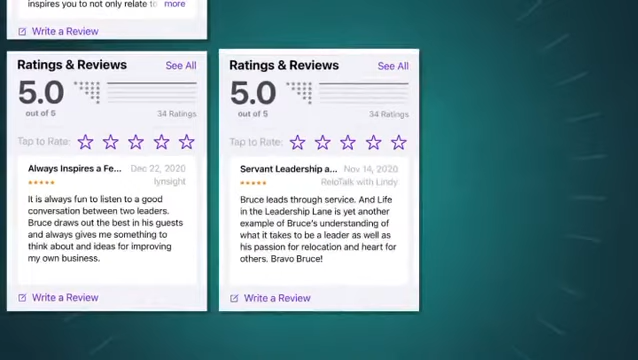 inspires you to not only relate to more
Write a Review
Ratings & Reviews See All
5.0
out of 5
34 Ratings
Tap to Rate:
Always Inspires a Fe... Dec 22, 2020
lynsight
It is always fun to listen to a good
conversation between two leaders.
Bruce draws out the best in his guests
and always gives me something to
think about and ideas for improving
my own business.
Write a Review
Ratings & Reviews See All
5.0
out of 5
34 Ratings
Tap to Rate:
Servant Leadership a... Nov 14, 2020
ReloTalk with Lindy
Bruce leads through service. And Life
in the Leadership Lane is yet another
example of Bruce's understanding of
what it takes to be a leader as well as
his passion for relocation and heart for
others. Bravo Bruce!
Write a Review